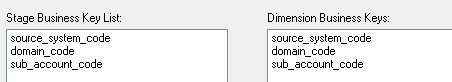 Stage Business Key List:
source_system_code
domain_code
sub_account_code
Dimension Business Keys:
source_system_code
domain_code
sub_account_code